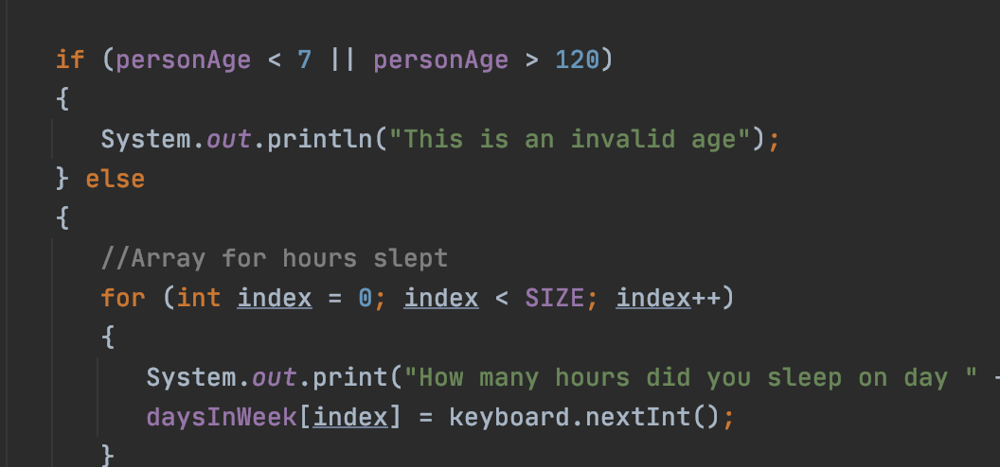 if (personAge < 7 || personAge > 120)
{
System.out.println("This is an invalid age");
} else
{
//Array for hours slept
for (int index = 0; index < SIZE; index++)
{
System.out.print("How many hours did you sleep on day "
daysInWeek[index] = keyboard.nextInt();
}